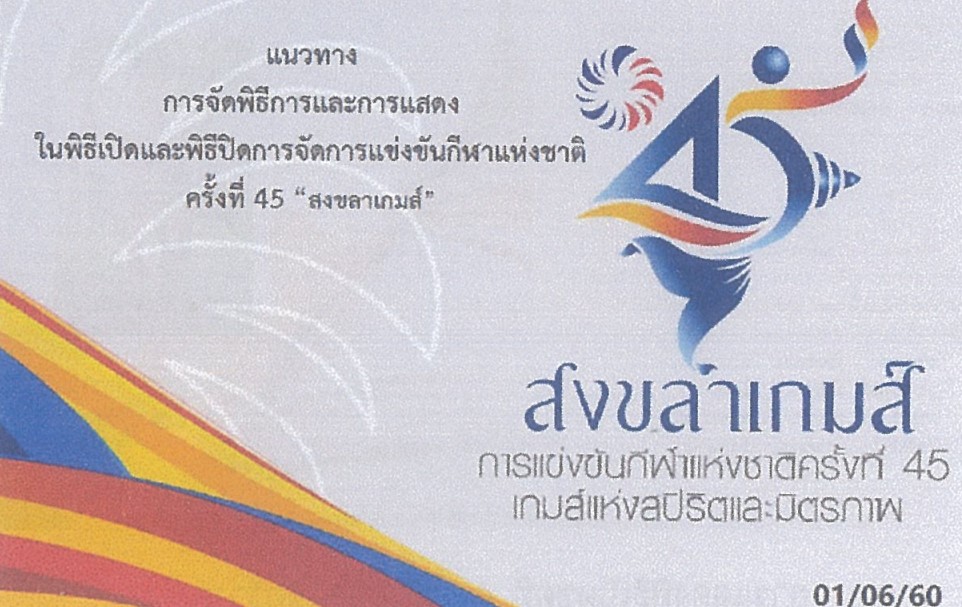 แนวทาง
การจัดพิธีการและการแสดง
ในพิธีเปิดและพิธีปิดการจัดการแข่งขันกีฬาแห่งชาติ
ครั้งที่ 45 “สงขลาเกมส์”
45
สงขลาเกมส์
การแข่งขันกีฬาแห่งชาติครั้งที่ 45
เกมส์แห่งสปิริตและมิตรภาพ
01/06/60